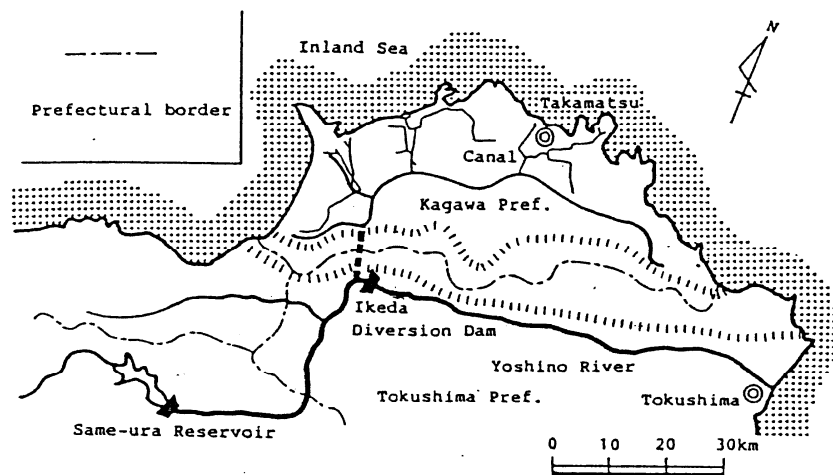 N
Inland Sea
Prefectural border
Takamatsu
Canal
Kagawa Pref.
Ikeda
Diversion Dam
Yoshino River
Tokushima Pref.
Tokushima
Same-ura Reservoir
0 10 20 30km